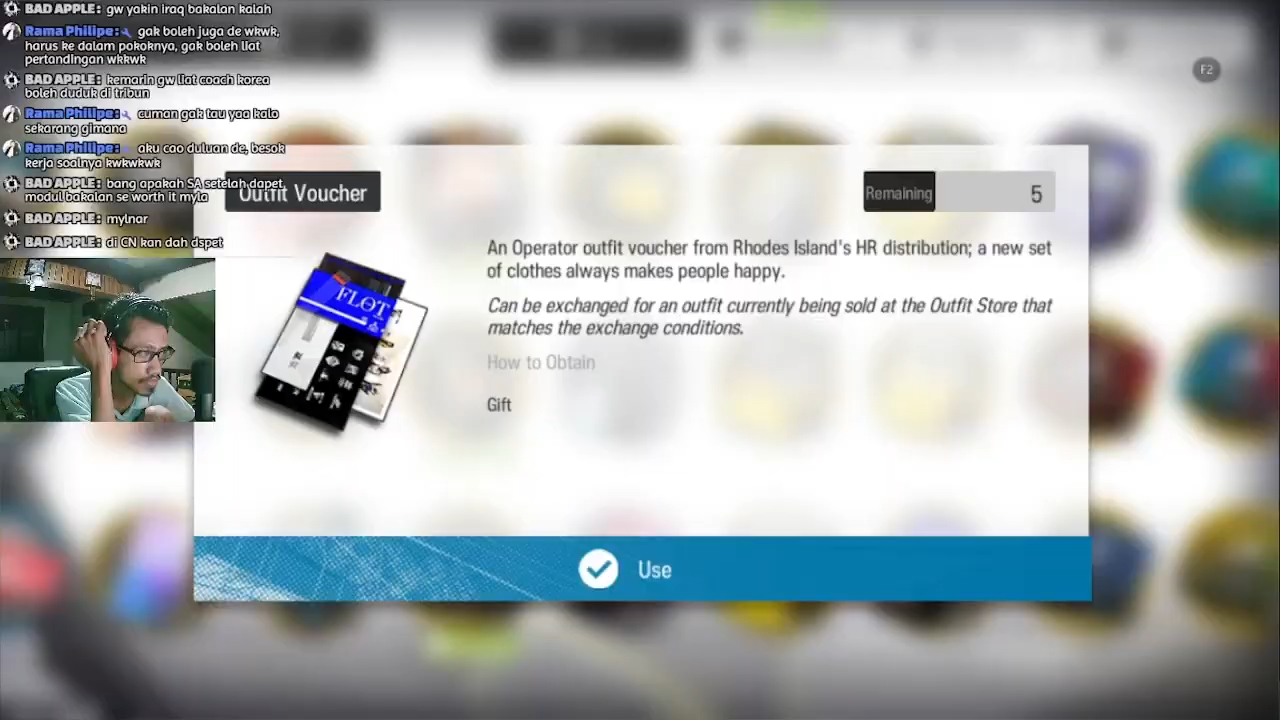 BAD APPLE: gw yakin iraq bakalan kalah
Rama Philipe: gak boleh juga de wkwk,
harus ke dalam pokoknya, gak boleh liat
pertandingan wkkwk
BAD APPLE: kemarin gw liat coach korea
boleh duduk di tribun
Rama Philipe: cuman gak tau yaa kalo
sekarang gimana
Rama Philipe: aku cao duluan de, besok
kerja soalnya kwkwkwk
BAD APPLE: bang apakah SA setelah dapet
modul bakalan se worth it myla
BAD APPLE: mylnar
BAD APPLE: di CN kan dah dspet
F2
Outfit Voucher
Remaining 5
An Operator outfit voucher from Rhodes Island's HR distribution; a new set
of clothes always makes people happy.
Can be exchanged for an outfit currently being sold at the Outfit Store that
matches the exchange conditions.
How to Obtain
Gift
FLOT
Use